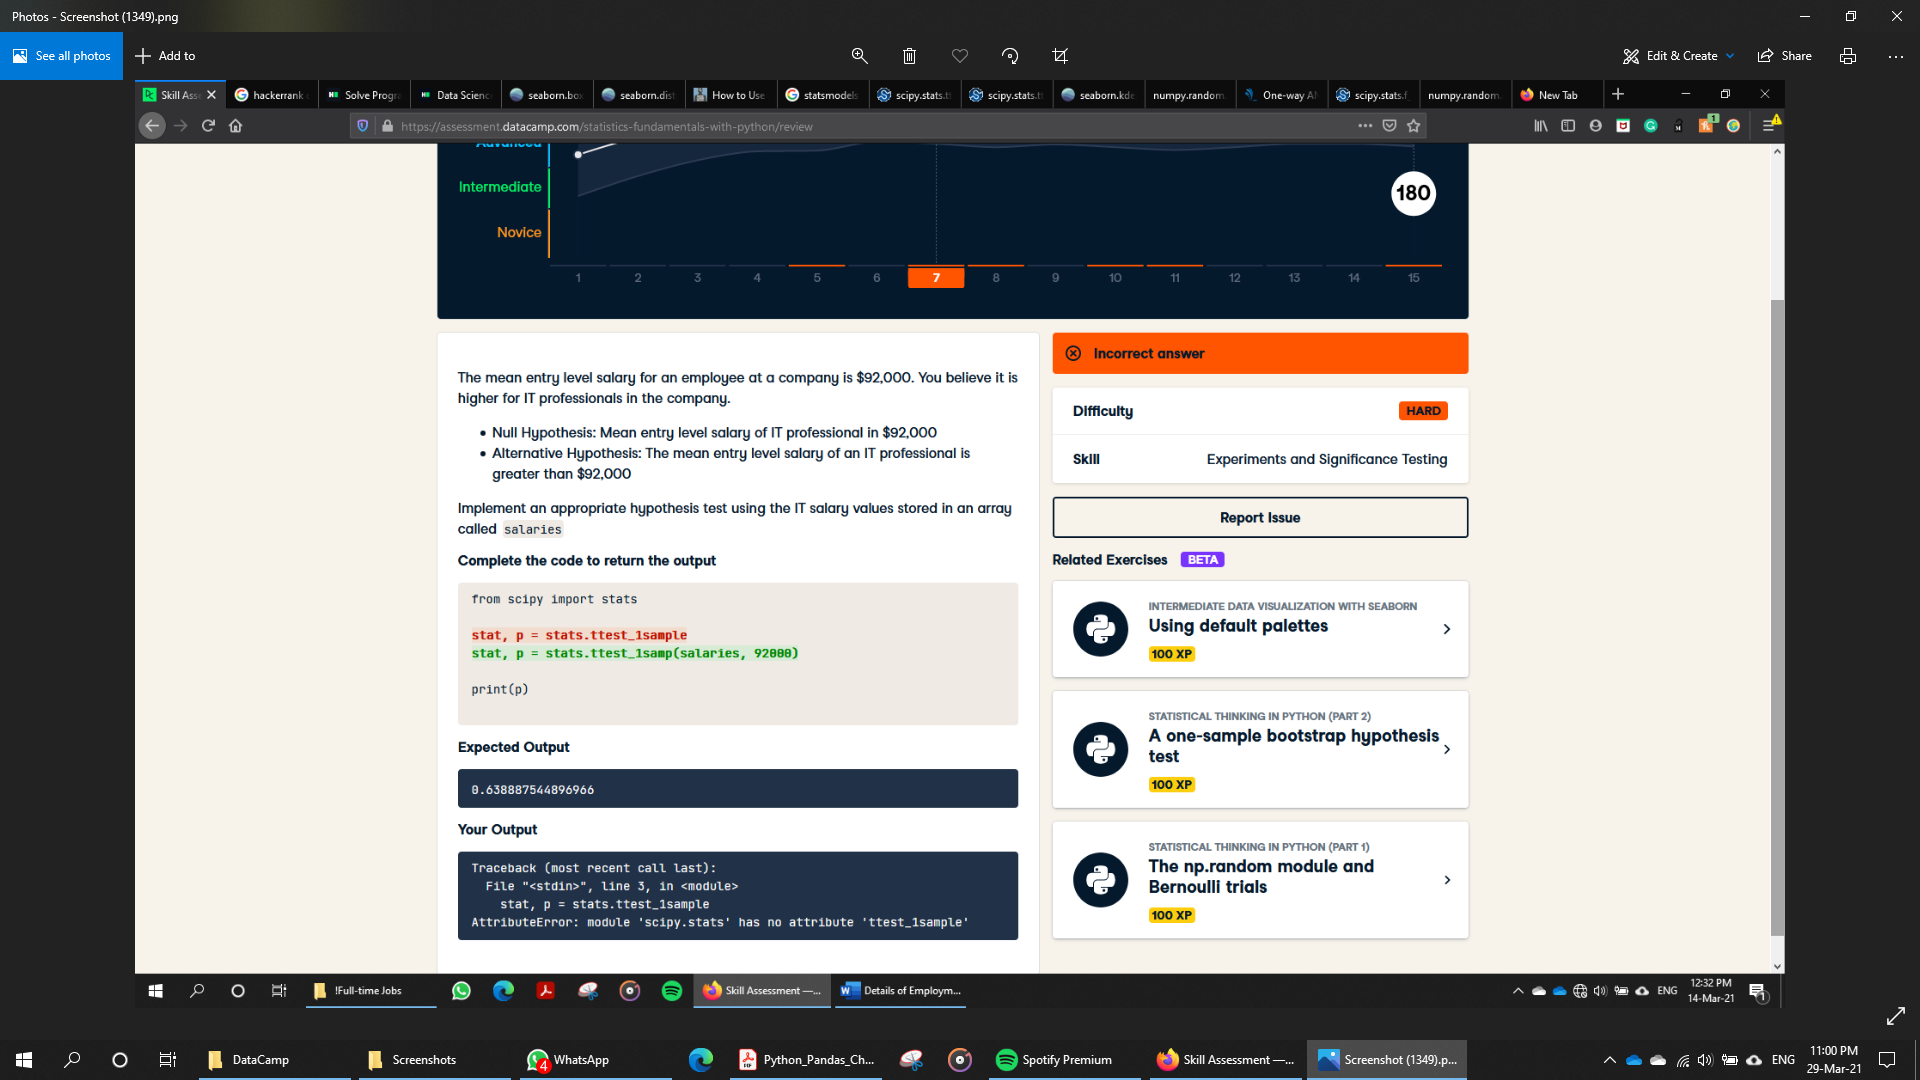 Photos - Screenshot (1349).png
See all photos
Add to
Edit & Create
Share
Skill Ass
hackerrank
Solve Progra
Data Scienc
seaborn.bo
seaborn.dis
How to Use
statsmodels
scipy.stats.t
scipy.stats.t
seaborn.kde
numpy.random.
One-way A
scipy.stats.f_
numpy.random.
New Tab
https://assessment.datacamp.com/statistics-fundamentals-with-python/review
1
Advanced
Intermediate
Novice
180
1 2 3 4 5 6 7 8 9 10 11 12 13 14 15
The mean entry level salary for an employee at a company is $92,000. You believe it is
higher for IT professionals in the company.
• Null Hypothesis: Mean entry level salary of IT professional in $92,000
• Alternative Hypothesis: The mean entry level salary of an IT professional is
greater than $92,000
Implement an appropriate hypothesis test using the IT salary values stored in an array
called salaries
Complete the code to return the output
from scipy import stats
stat, p = stats.ttest_1sample
stat, p = stats.ttest_1samp(salaries, 92000)
print(p)
Expected Output
0.638887544896966
Your Output
Traceback (most recent call last):
File "<stdin>", line 3, in <module>
stat, p = stats.ttest_1sample
AttributeError: module 'scipy.stats' has no attribute 'ttest_1sample'
Incorrect answer
Difficulty
HARD
Skill
Experiments and Significance Testing
Report Issue
Related Exercises BETA
INTERMEDIATE DATA VISUALIZATION WITH SEABORN
Using default palettes
100 XP
STATISTICAL THINKING IN PYTHON (PART 2)
A one-sample bootstrap hypothesis
test
100 XP
STATISTICAL THINKING IN PYTHON (PART 1)
The np.random module and
Bernoulli trials
100 XP
!Full-time Jobs
Skill Assessment —...
Details of Employm...
ENG
12:32 PM
14-Mar-21
1
DataCamp
Screenshots
4
WhatsApp
Python_Pandas_Ch...
Spotify Premium
Skill Assessment —...
Screenshot (1349).p...
ENG
11:00 PM
29-Mar-21